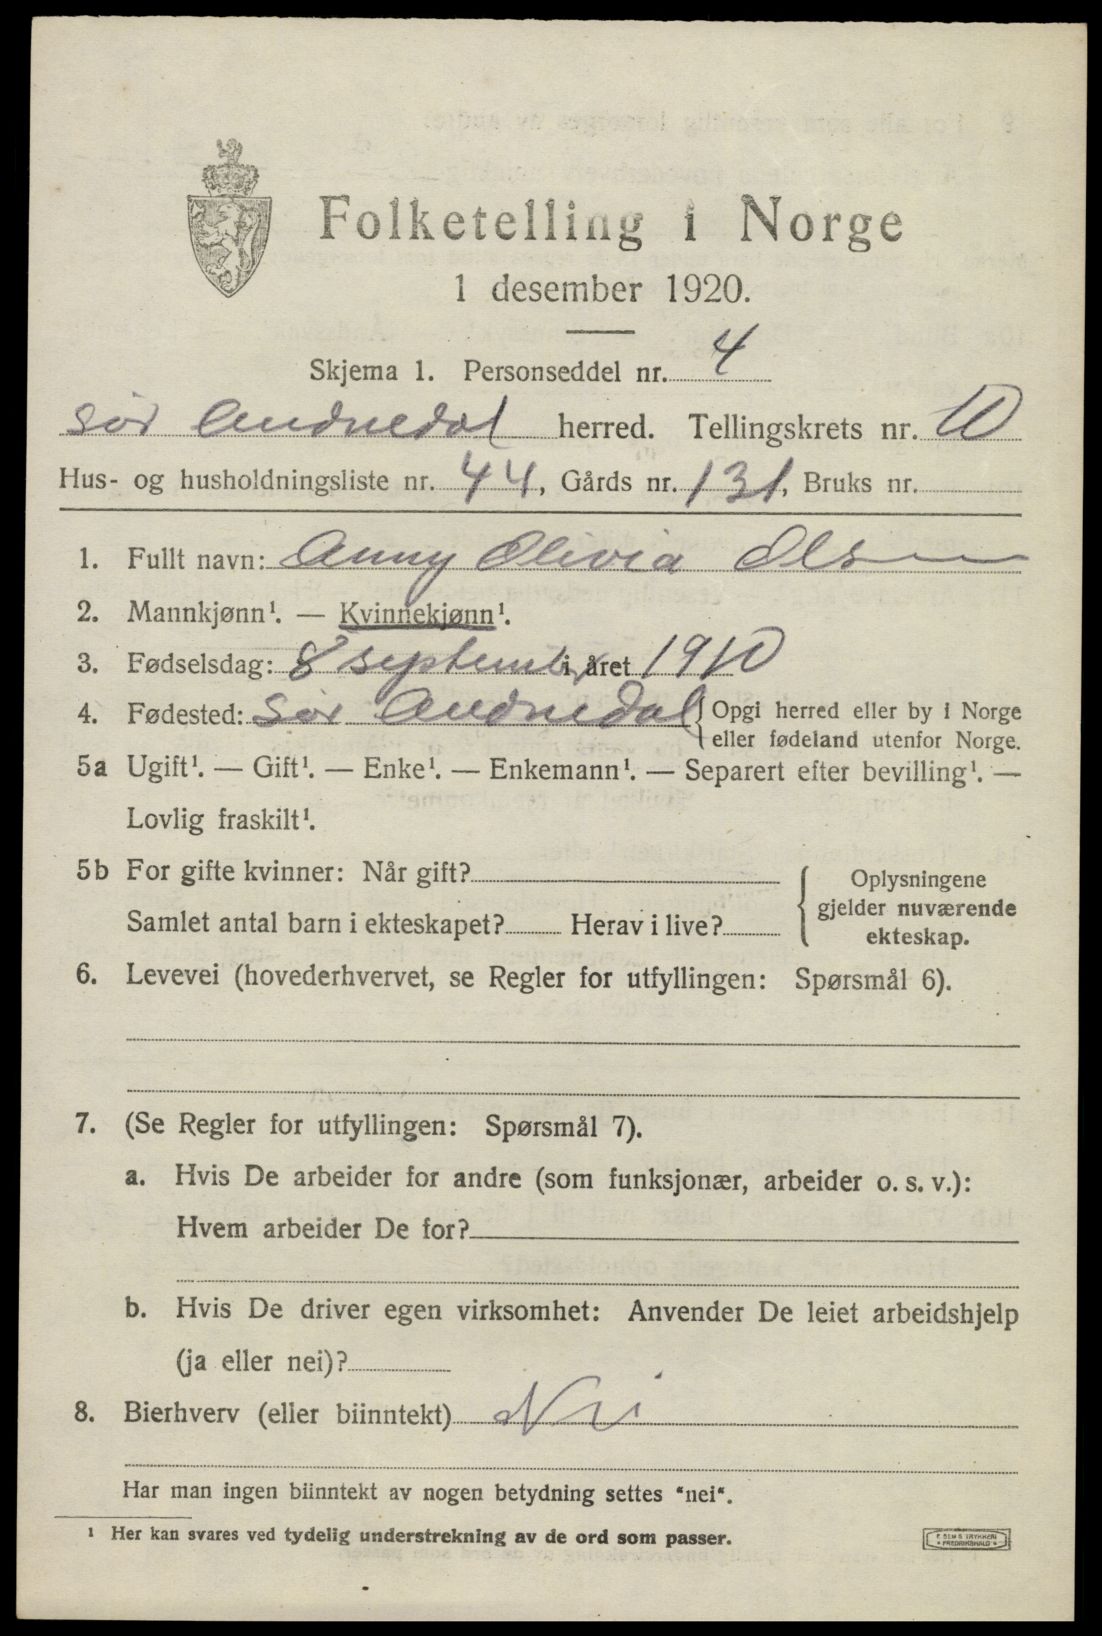 Folketelling i Norge
1 desember 1920.
Skjema 1. Personseddel nr. 4
Sør Audnedal herred. Tellingskrets nr. 10
Hus- og husholdningsliste nr. 44, Gårds nr. 131, Bruks nr.
1. Fullt navn: Anny Olivia Olsen
2. Mannkjønn¹. — Kvinnekjønn¹.
3. Fødselsdag: 8 septembr i året 1910
4. Fødested: Sør Audnedal { Opgi herred eller by i Norge
eller fødeland utenfor Norge.
5a Ugift¹. — Gift¹. — Enke¹. — Enkemann¹. — Separert efter bevilling¹. —
Lovlig fraskilt¹.
5b For gifte kvinner: Når gift?
Samlet antal barn i ekteskapet? Herav i live?
{ Oplysningene
gjelder nuværende
ekteskap.
6. Levevei (hovederhvervet, se Regler for utfyllingen: Spørsmål 6).
7. (Se Regler for utfyllingen: Spørsmål 7).
a. Hvis De arbeider for andre (som funksjonær, arbeider o. s. v.):
Hvem arbeider De for?
b. Hvis De driver egen virksomhet: Anvender De leiet arbeidshjelp
(ja eller nei)?
8. Bierhverv (eller biinntekt) Nei
Har man ingen biinntekt av nogen betydning settes "nei".
¹ Her kan svares ved tydelig understrekning av de ord som passer.
TRYKKERI
FREDRIKSHALD